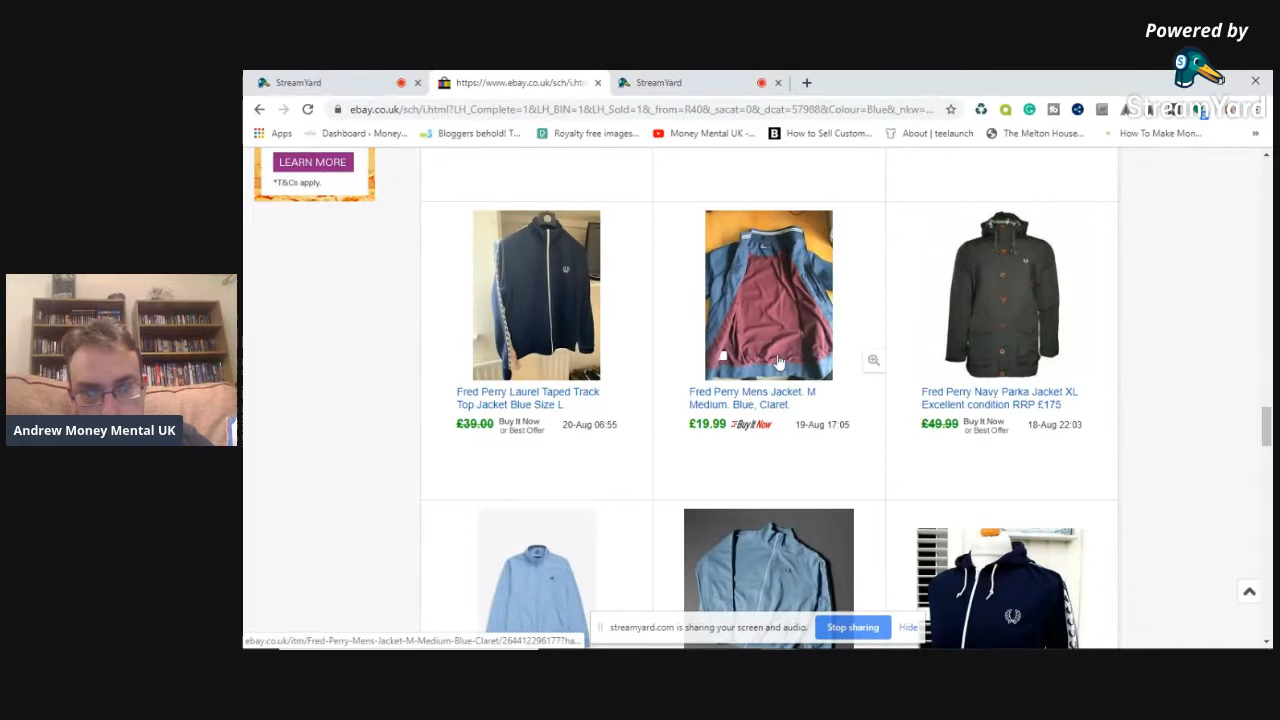 Powered by
StreamYard
StreamYard
https://www.ebay.co.uk/sch/i.htm
StreamYard
ebay.co.uk/sch/i.html?LH_Complete=1&LH_BIN=1&LH_Sold=1&_from=R40&_sacat=0&_dcat=57988&Colour=Blue&_nkw=...
Apps
Dashboard ‹ Money...
Bloggers behold! T...
Royalty free images...
Money Mental UK -...
How to Sell Custom...
About | teelaunch
The Melton House...
How To Make Mon...
LEARN MORE
*T&Cs apply.
Fred Perry Laurel Taped Track
Top Jacket Blue Size L
£39.00 Buy It Now
or Best Offer
20-Aug 06:55
Fred Perry Mens Jacket. M
Medium. Blue, Claret.
£19.99 Buy It Now 19-Aug 17:05
Fred Perry Navy Parka Jacket XL
Excellent condition RRP £175
£49.99 Buy It Now
or Best Offer
18-Aug 22:03
Andrew Money Mental UK
streamyard.com is sharing your screen and audio.
Stop sharing
Hide
ebay.co.uk/itm/Fred-Perry-Mens-Jacket-M-Medium-Blue-Claret/264412296177?ha...